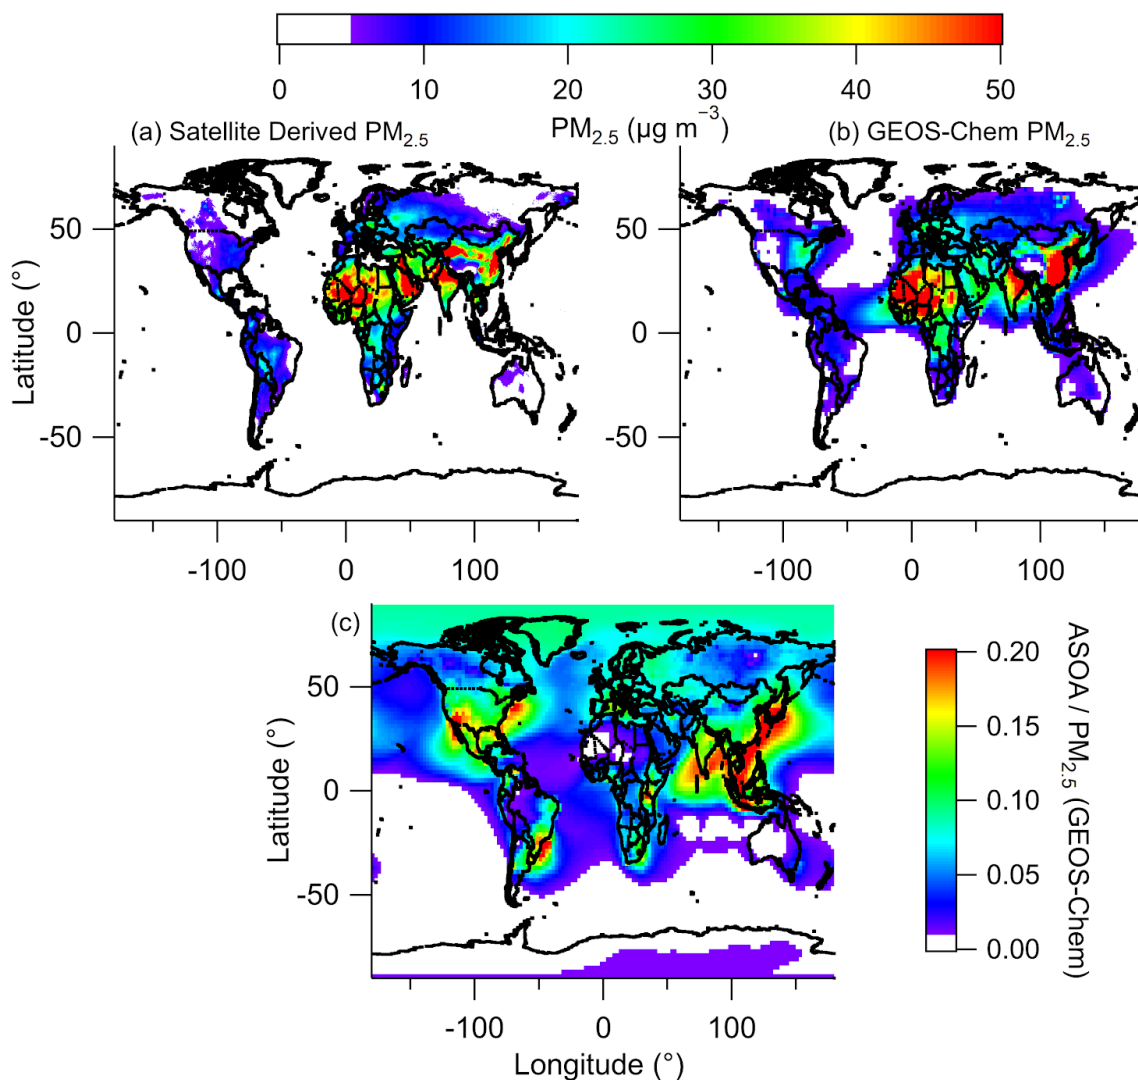 0 10 20 30 40 50
(a) Satellite Derived PM₂.₅ PM₂.₅ (µg m⁻³) (b) GEOS-Chem PM₂.₅
Latitude (°)
50
0
-50
-100 0 100
Latitude (°)
50
0
-50
-100 0 100
(c)
Latitude (°)
50
0
-50
-100 0 100
Longitude (°)
0.20
0.15
0.10
0.05
0.00
ASOA / PM₂.₅ (GEOS-Chem)